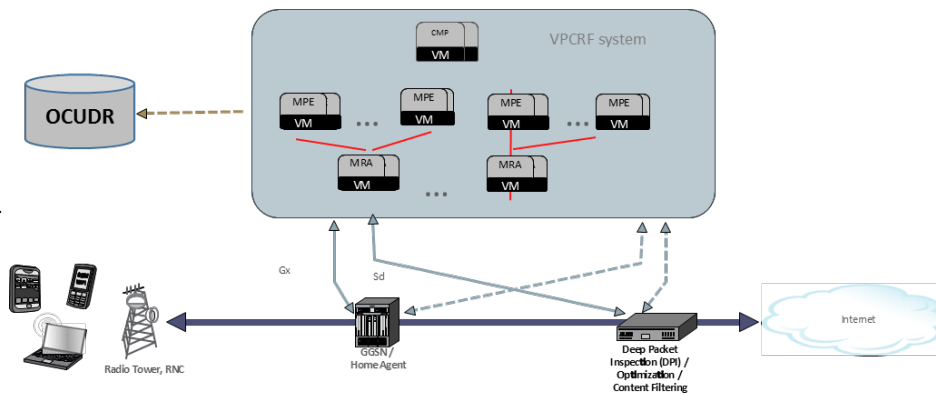 CMP
VM
VPCRF system
OCUDR
MPE
VM
...
MPE
VM
MPE
VM
...
MPE
VM
MRA
VM
...
MRA
VM
Gx
Sd
Internet
GGSN /
Home Agent
Radio Tower, RNC
Deep Packet
Inspection (DPI) /
Optimization /
Content Filtering